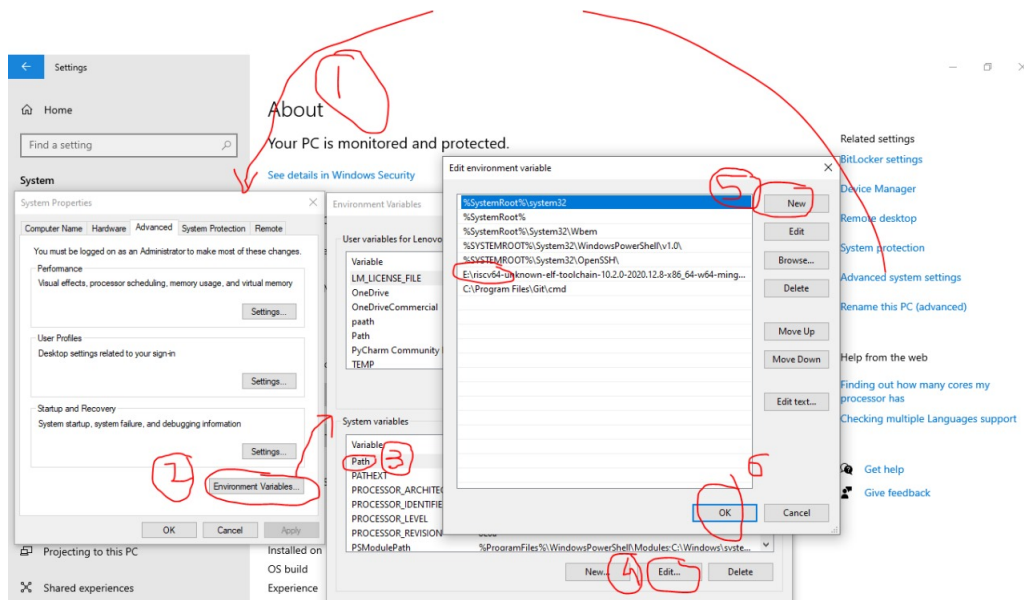 1
Settings
Home
Find a setting
System
About
Your PC is monitored and protected.
See details in Windows Security
System Properties
Computer Name
Hardware
Advanced
System Protection
Remote
You must be logged on as an Administrator to make most of these changes.
Performance
Visual effects, processor scheduling, memory usage, and virtual memory
Settings...
User Profiles
Desktop settings related to your sign-in
Settings...
Startup and Recovery
System startup, system failure, and debugging information
Settings...
2
Environment Variables...
OK
Cancel
Apply
Projecting to this PC
Shared experiences
Installed on
OS build
Experience
Environment Variables
User variables for Lenovo
Variable
LM_LICENSE_FILE
OneDrive
OneDriveCommercial
paath
Path
PyCharm Community
TEMP
System variables
Variable
Path
3
PATHEXT
PROCESSOR_ARCHITEC
PROCESSOR_IDENTIFIE
PROCESSOR_LEVEL
PROCESSOR_REVISION
PSModulePath
%ProgramFiles%\WindowsPowerShell\Modules;C:\Windows\syste...
New...
4
Edit...
Delete
Edit environment variable
5
%SystemRoot%\system32
%SystemRoot%
%SystemRoot%\System32\Wbem
%SYSTEMROOT%\System32\WindowsPowerShell\v1.0\
%SYSTEMROOT%\System32\OpenSSH\
E:\riscv64-unknown-elf-toolchain-10.2.0-2020.12.8-x86_64-w64-ming...
C:\Program Files\Git\cmd
New
Edit
Browse...
Delete
Move Up
Move Down
Edit text...
6
OK
Cancel
Related settings
BitLocker settings
Device Manager
Remote desktop
System protection
Advanced system settings
Rename this PC (advanced)
Help from the web
Finding out how many cores my
processor has
Checking multiple Languages support
Get help
Give feedback